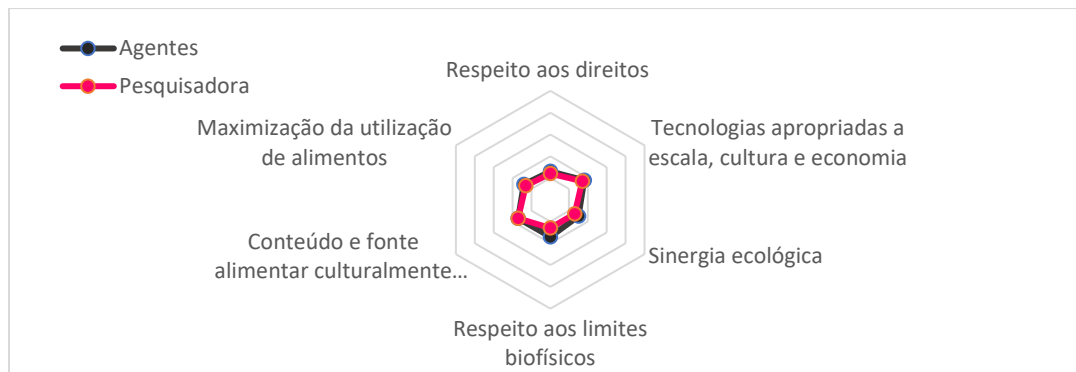 Agentes
Pesquisadora
Respeito aos direitos
Tecnologias apropriadas a
escala, cultura e economia
Sinergia ecológica
Respeito aos limites
biofísicos
Conteúdo e fonte
alimentar culturalmente...
Maximização da utilização
de alimentos